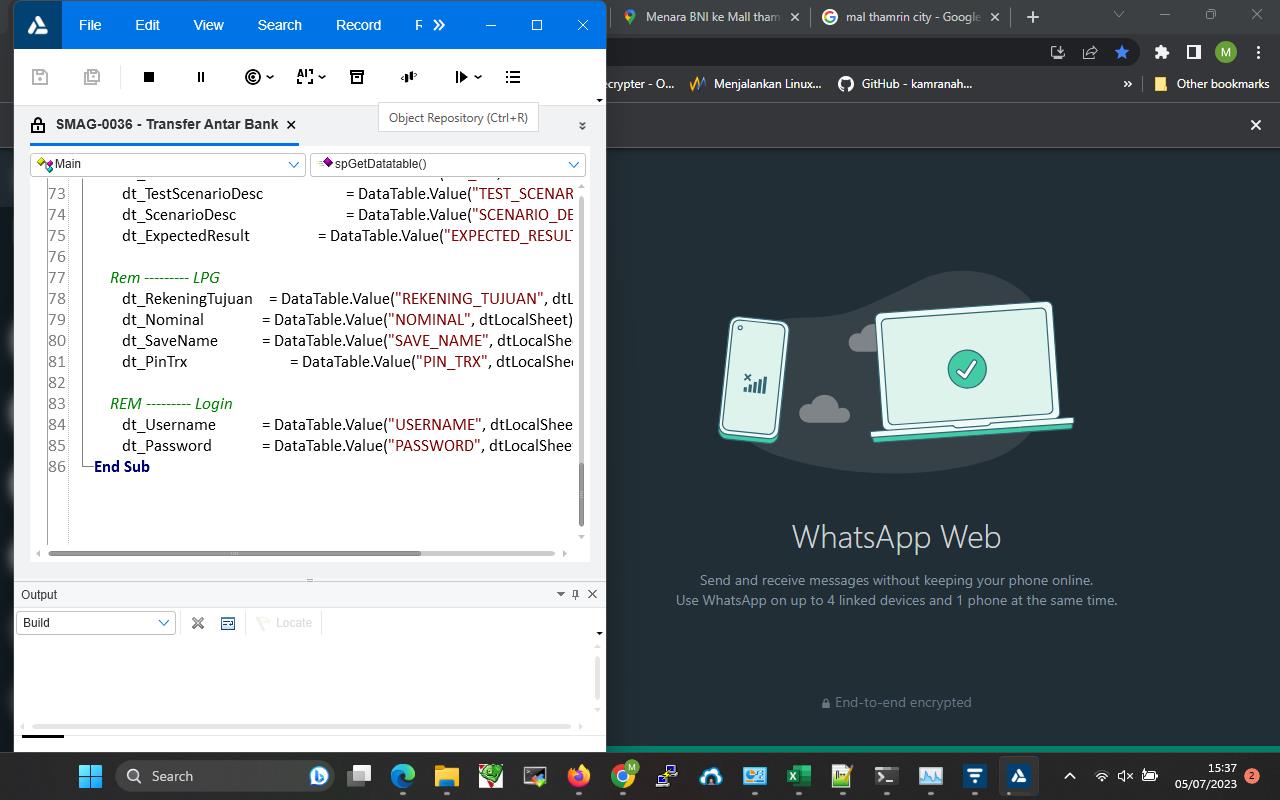 File Edit View Search Record F »
Menara BNI ke Mall tham
mal thamrin city - Google
M
ecrypter - O...
Menjalankan Linux...
GitHub - kamranah...
»
Other bookmarks
Object Repository (Ctrl+R)
SMAG-0036 - Transfer Antar Bank
Main
spGetDatatable()
73 dt_TestScenarioDesc = DataTable.Value("TEST_SCENAR
74 dt_ScenarioDesc = DataTable.Value("SCENARIO_DE
75 dt_ExpectedResult = DataTable.Value("EXPECTED_RESULT
76
77 Rem --------- LPG
78 dt_RekeningTujuan = DataTable.Value("REKENING_TUJUAN", dtL
79 dt_Nominal = DataTable.Value("NOMINAL", dtLocalSheet)
80 dt_SaveName = DataTable.Value("SAVE_NAME", dtLocalShe
81 dt_PinTrx = DataTable.Value("PIN_TRX", dtLocalShee
82
83 REM --------- Login
84 dt_Username = DataTable.Value("USERNAME", dtLocalShee
85 dt_Password = DataTable.Value("PASSWORD", dtLocalShee
86 End Sub
Output
Build
Locate
WhatsApp Web
Send and receive messages without keeping your phone online.
Use WhatsApp on up to 4 linked devices and 1 phone at the same time.
End-to-end encrypted
Search
M
15:37
05/07/2023
2